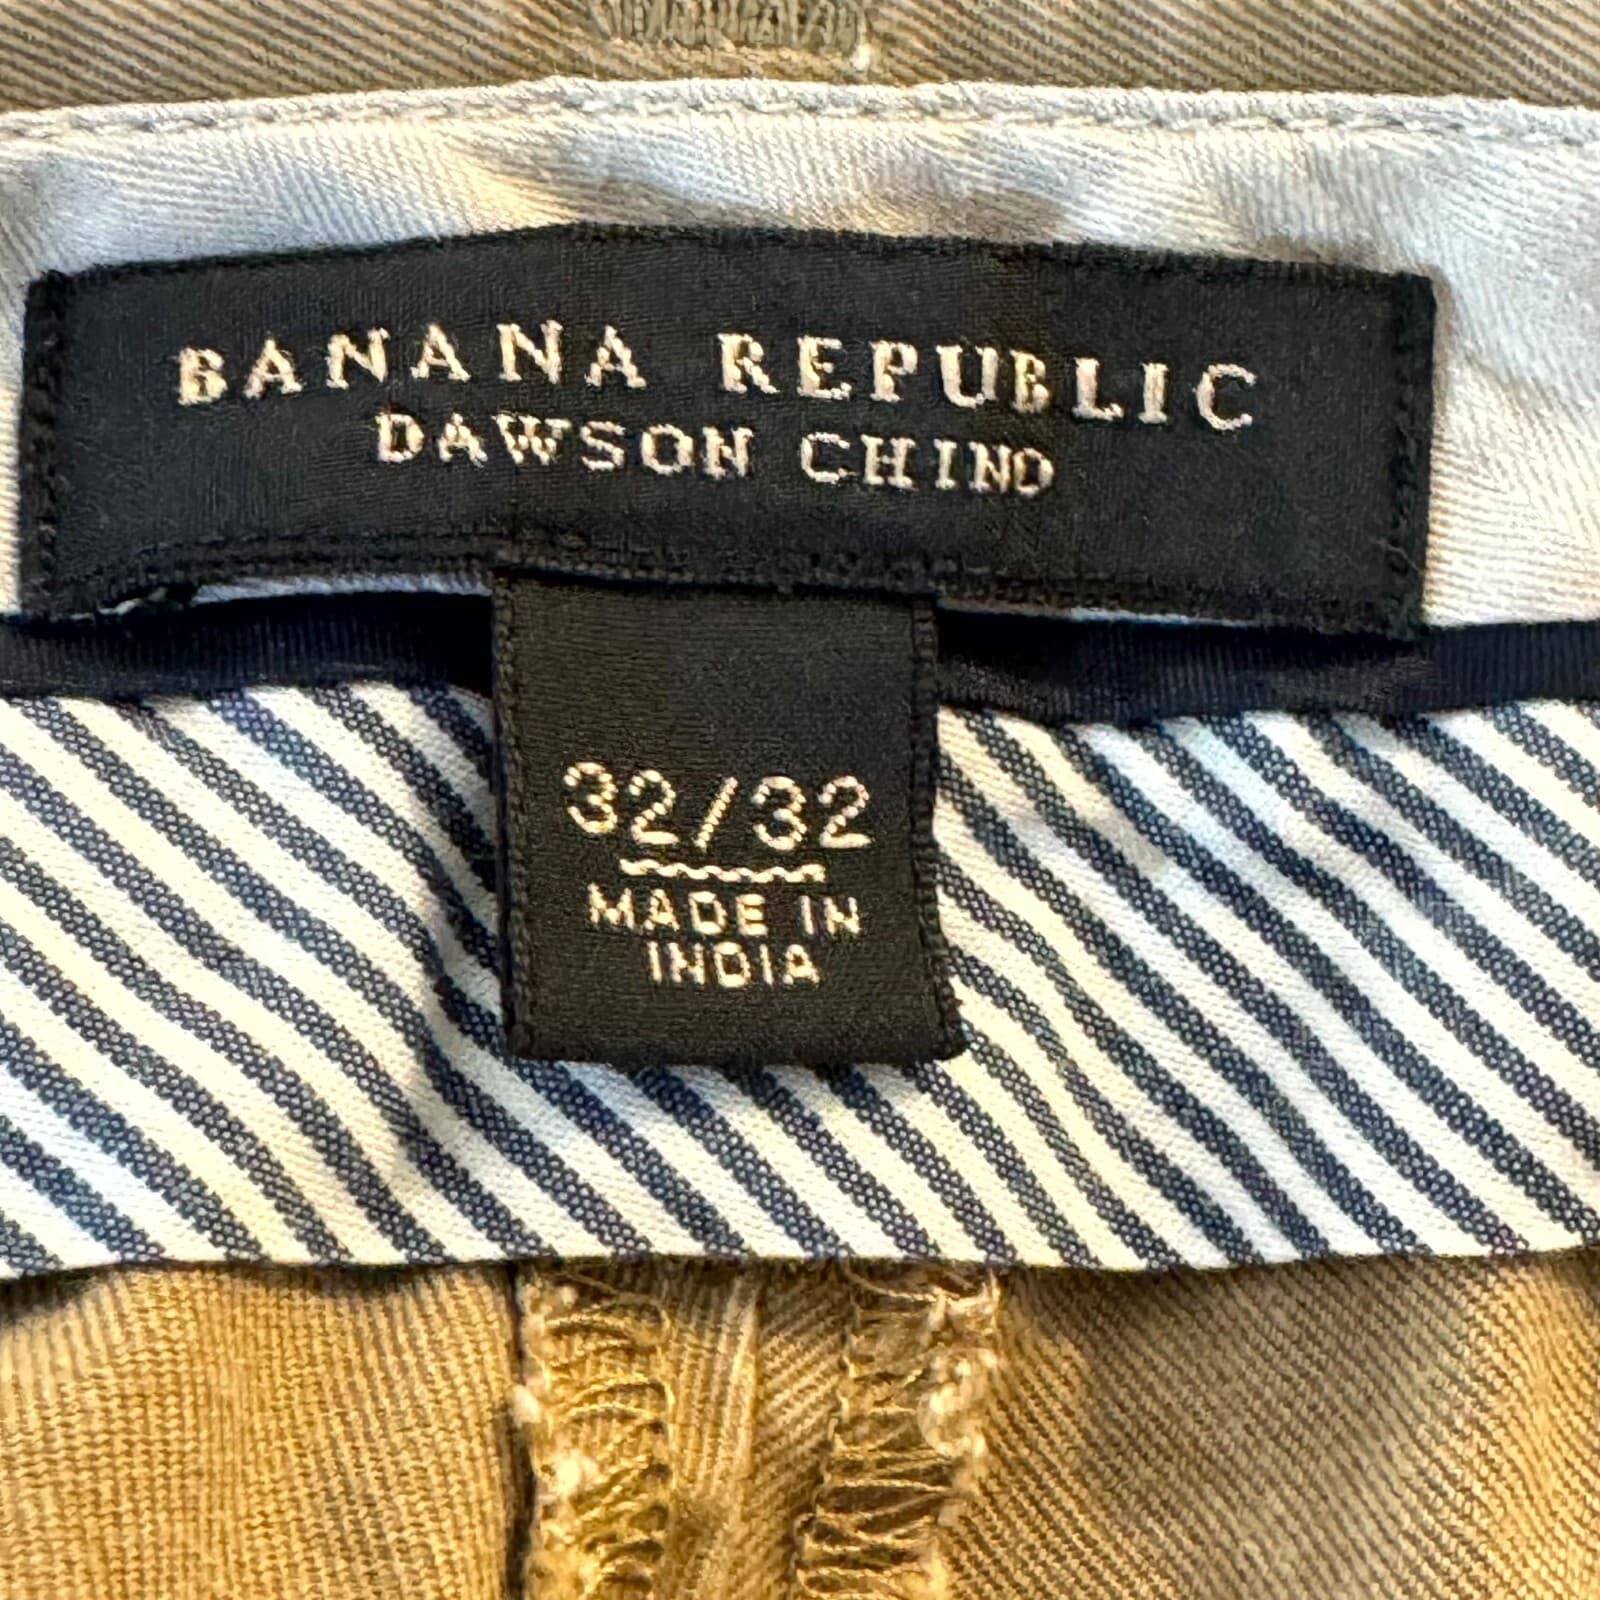 BANANA REPUBLIC
DAWSON CHINO
32/32
MADE IN
INDIA